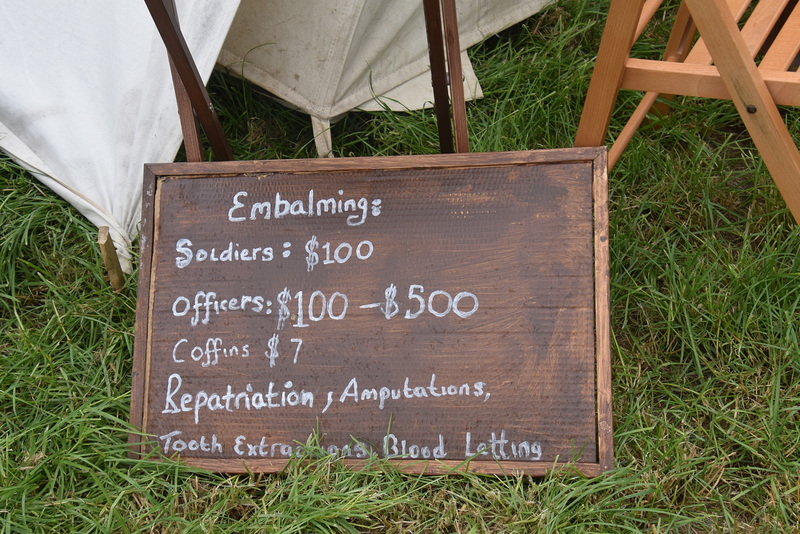 Embalming:
Soldiers: $100
Officers: $100 - $500
Coffins $7
Repatriation, Amputations,
Tooth Extractions, Blood Letting